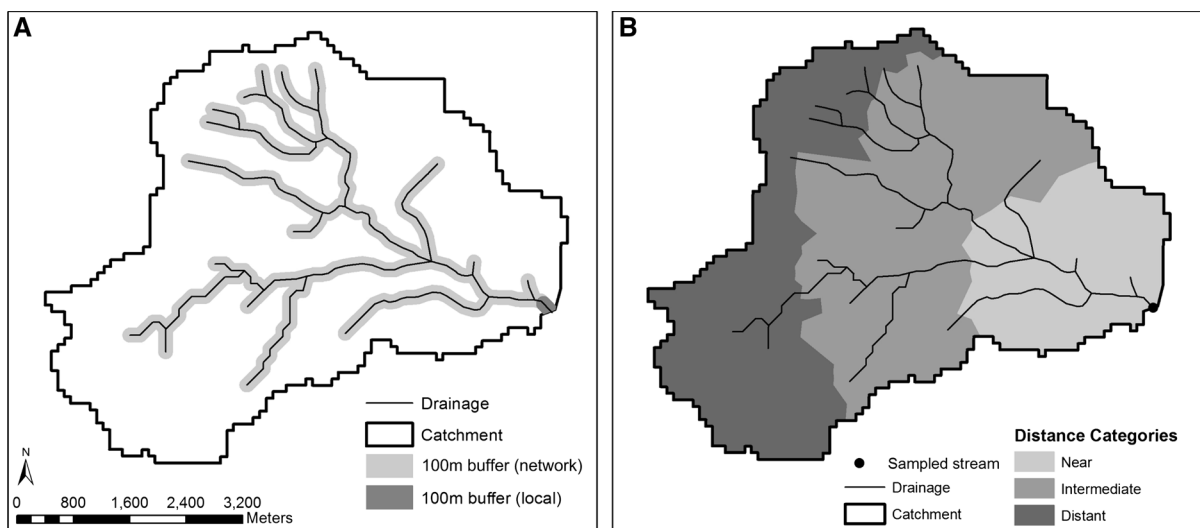 A
Drainage
Catchment
100m buffer (network)
100m buffer (local)
N
0 800 1,600 2,400 3,200
Meters
B
Distance Categories
Sampled stream
Near
Drainage
Intermediate
Catchment
Distant